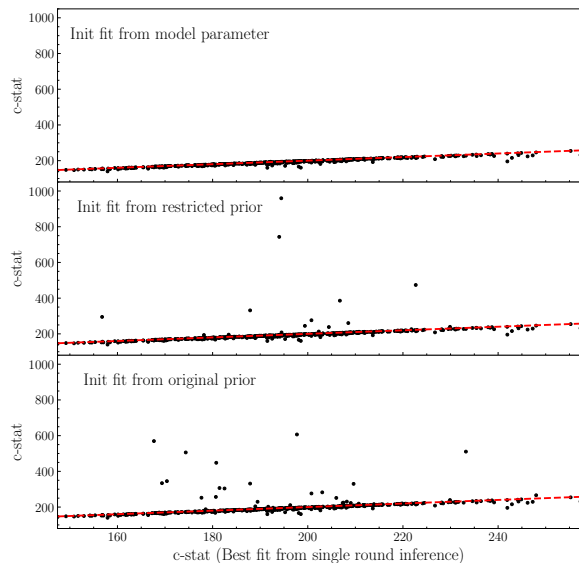 1000
Init fit from model parameter
800
600
c-stat
400
200
1000
Init fit from restricted prior
800
600
c-stat
400
200
1000
Init fit from original prior
800
600
c-stat
400
200
160 180 200 220 240
c-stat (Best fit from single round inference)